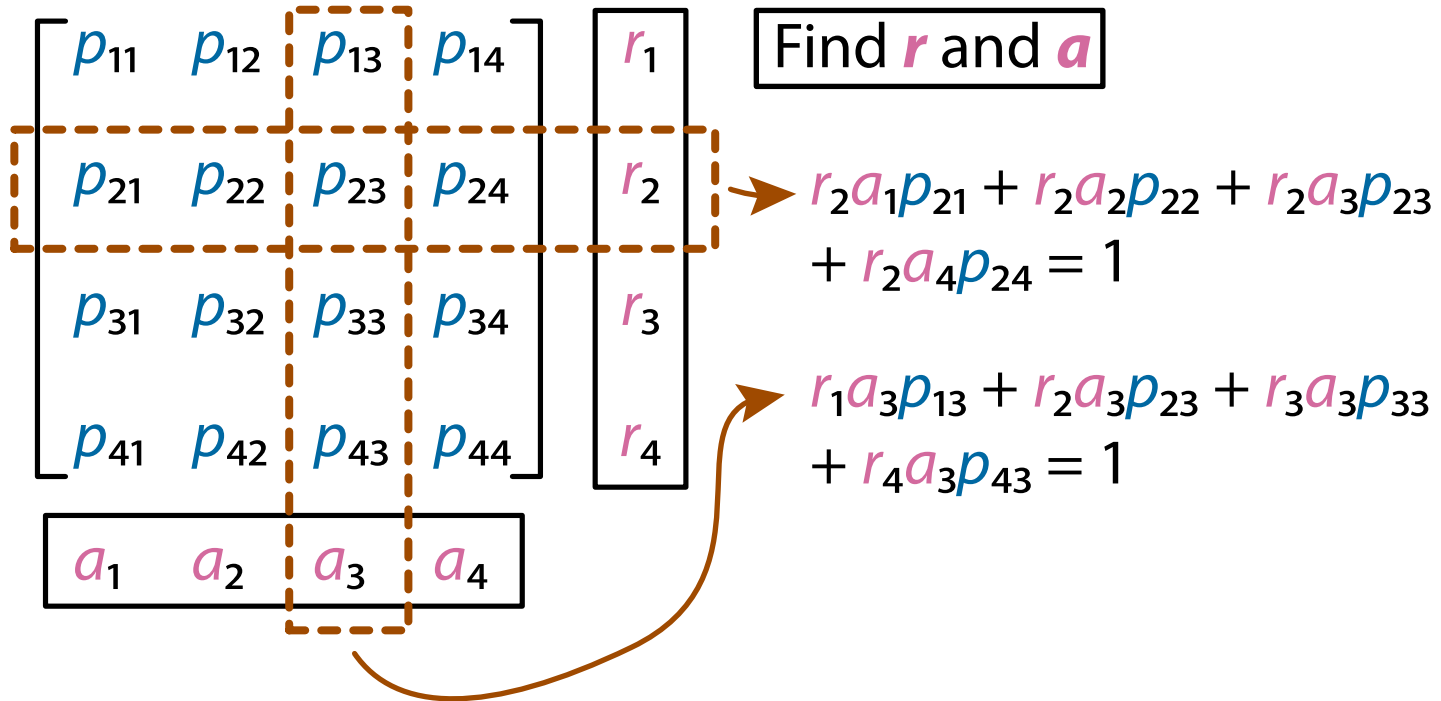 p₁₁ p₁₂ p₁₃ p₁₄ r₁
p₂₁ p₂₂ p₂₃ p₂₄ r₂
p₃₁ p₃₂ p₃₃ p₃₄ r₃
p₄₁ p₄₂ p₄₃ p₄₄ r₄
a₁ a₂ a₃ a₄
Find r and a
r₂a₁p₂₁ + r₂a₂p₂₂ + r₂a₃p₂₃
+ r₂a₄p₂₄ = 1
r₁a₃p₁₃ + r₂a₃p₂₃ + r₃a₃p₃₃
+ r₄a₃p₄₃ = 1